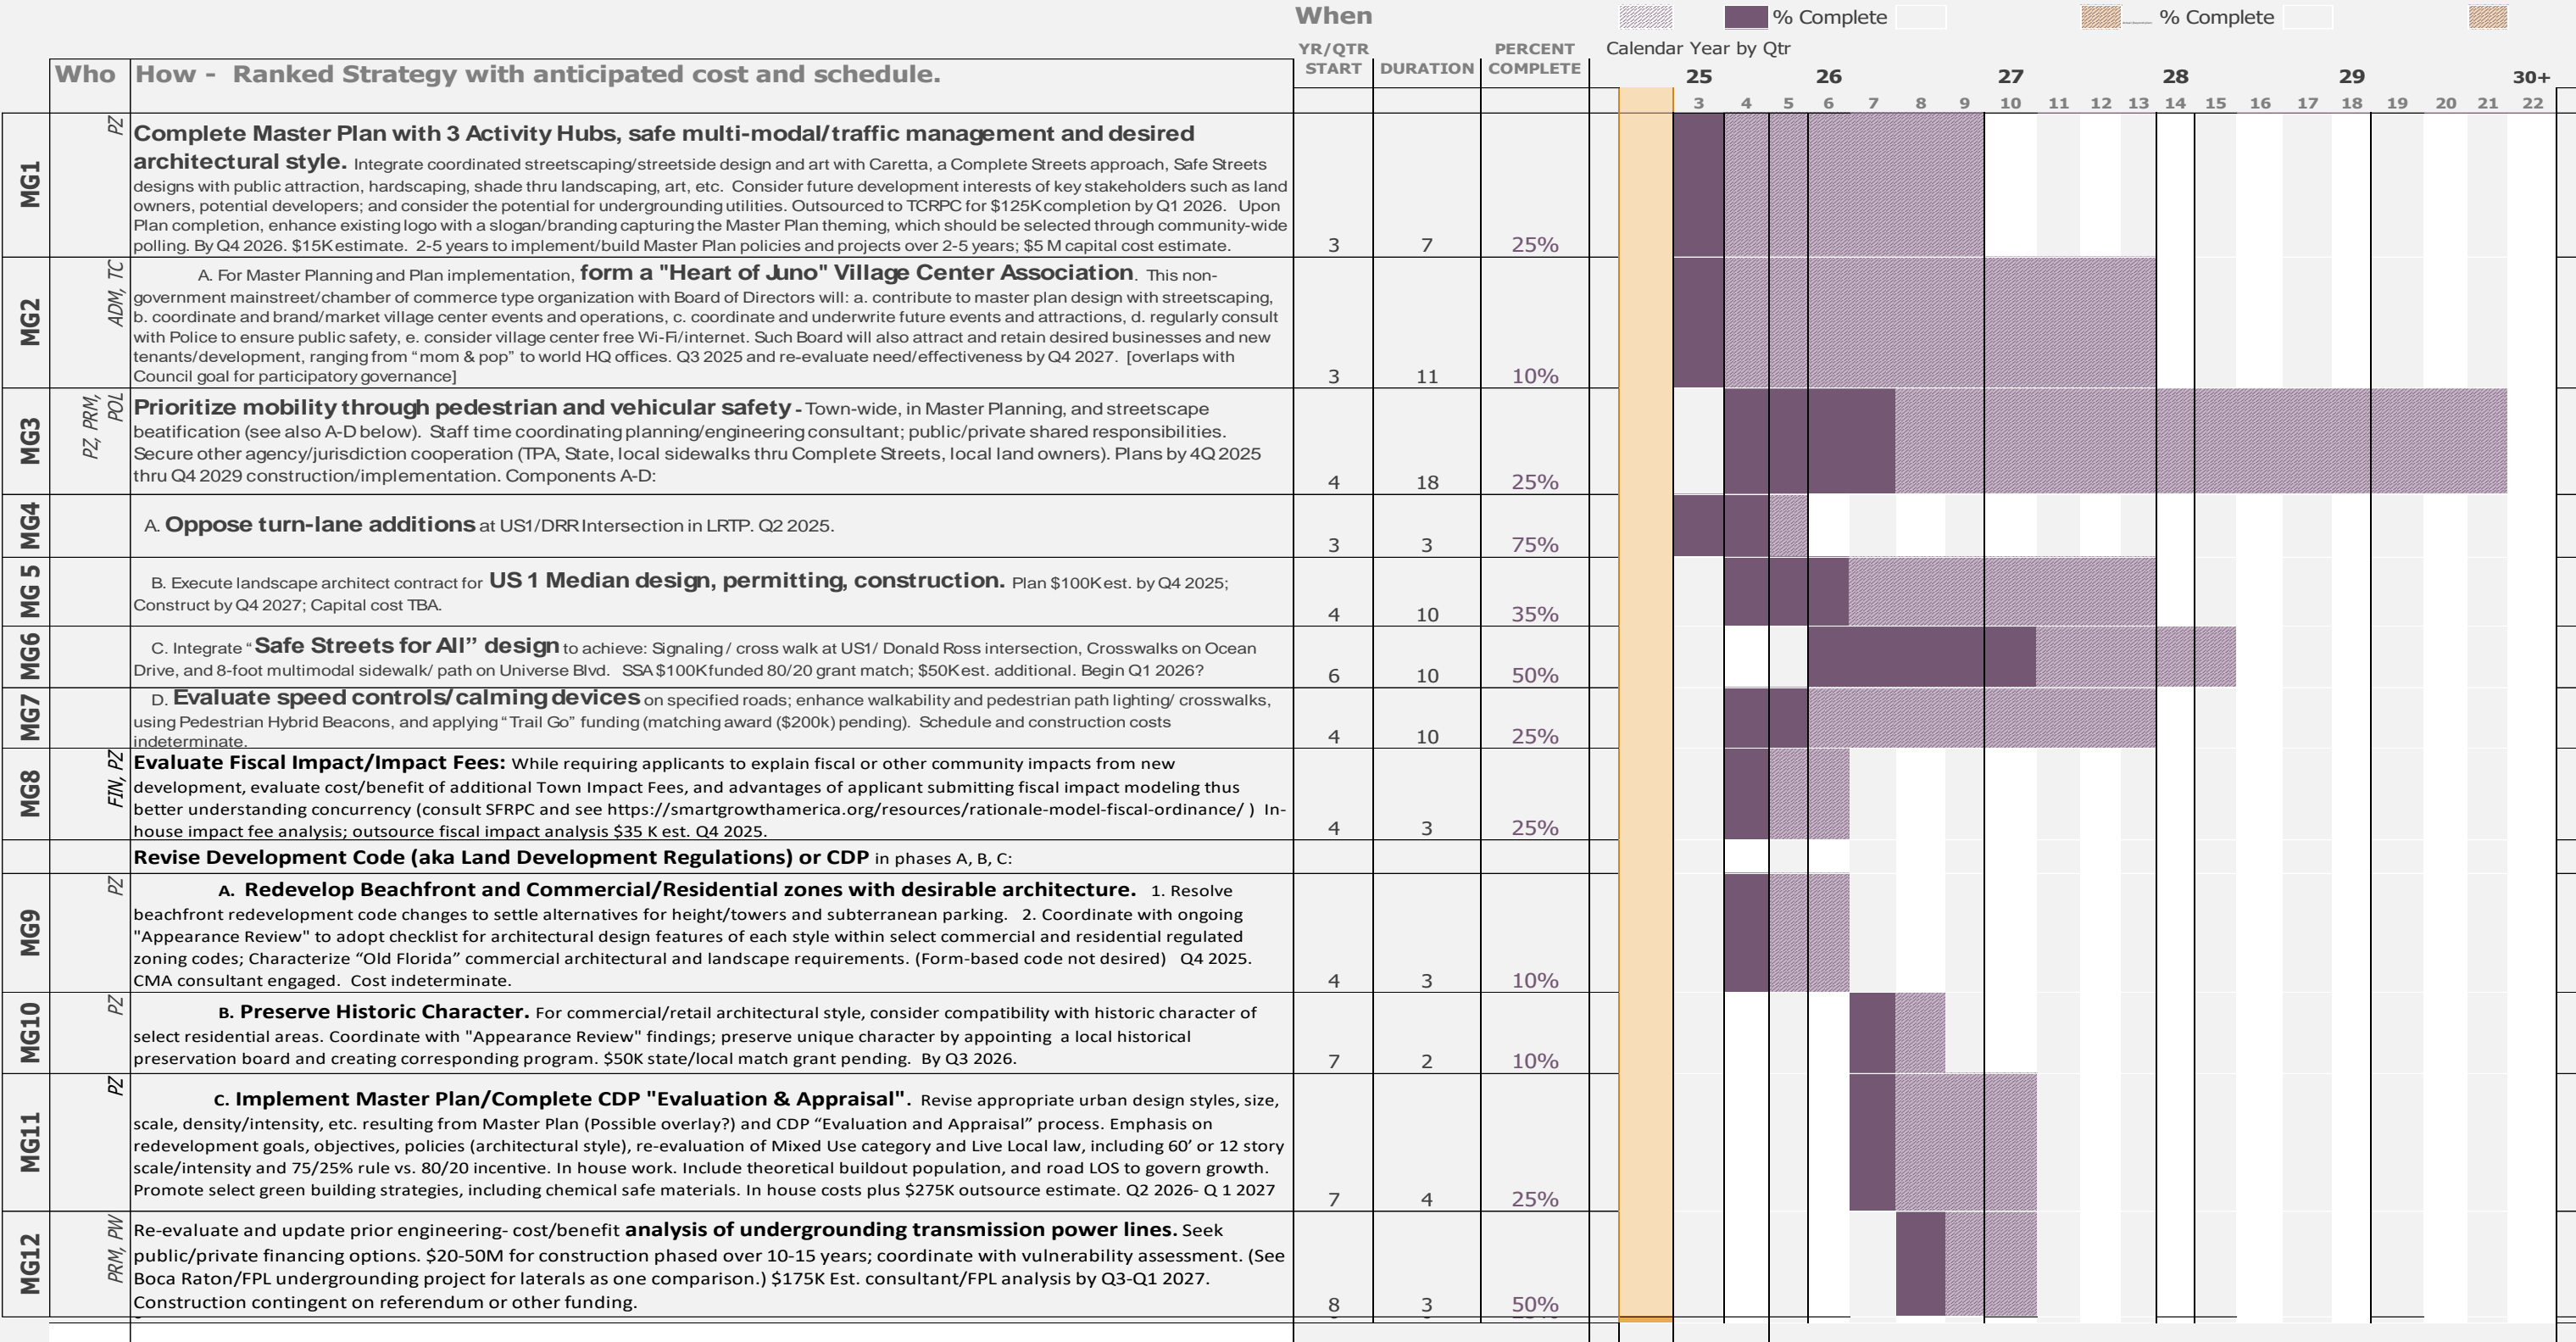 When
% Complete
% Complete
YR/QTR
START
DURATION
PERCENT
COMPLETE
Calendar Year by Qtr
Who
How - Ranked Strategy with anticipated cost and schedule.
25 26 27 28 29 30+
3 4 5 6 7 8 9 10 11 12 13 14 15 16 17 18 19 20 21 22
MG1
PZ
Complete Master Plan with 3 Activity Hubs, safe multi-modal/traffic management and desired
architectural style. Integrate coordinated streetscaping/streetside design and art with Caretta, a Complete Streets approach, Safe Streets
designs with public attraction, hardscaping, shade thru landscaping, art, etc. Consider future development interests of key stakeholders such as land
owners, potential developers; and consider the potential for undergrounding utilities. Outsourced to TCRPC for $125K completion by Q1 2026. Upon
Plan completion, enhance existing logo with a slogan/branding capturing the Master Plan theming, which should be selected through community-wide
polling. By Q4 2026. $15K estimate. 2-5 years to implement/build Master Plan policies and projects over 2-5 years; $5 M capital cost estimate.
3 7 25%
MG2
ADM, TC
A. For Master Planning and Plan implementation, form a "Heart of Juno" Village Center Association. This non-
government mainstreet/chamber of commerce type organization with Board of Directors will: a. contribute to master plan design with streetscaping,
b. coordinate and brand/market village center events and operations, c. coordinate and underwrite future events and attractions, d. regularly consult
with Police to ensure public safety, e. consider village center free Wi-Fi/internet. Such Board will also attract and retain desired businesses and new
tenants/development, ranging from “mom & pop” to world HQ offices. Q3 2025 and re-evaluate need/effectiveness by Q4 2027. [overlaps with
Council goal for participatory governance]
3 11 10%
MG3
PZ, PRM,
POL
Prioritize mobility through pedestrian and vehicular safety - Town-wide, in Master Planning, and streetscape
beatification (see also A-D below). Staff time coordinating planning/engineering consultant; public/private shared responsibilities.
Secure other agency/jurisdiction cooperation (TPA, State, local sidewalks thru Complete Streets, local land owners). Plans by 4Q 2025
thru Q4 2029 construction/implementation. Components A-D:
4 18 25%
MG4
A. Oppose turn-lane additions at US1/DRR Intersection in LRTP. Q2 2025.
3 3 75%
MG 5
B. Execute landscape architect contract for US 1 Median design, permitting, construction. Plan $100K est. by Q4 2025;
Construct by Q4 2027; Capital cost TBA.
4 10 35%
MG6
C. Integrate “Safe Streets for All” design to achieve: Signaling / cross walk at US1/ Donald Ross intersection, Crosswalks on Ocean
Drive, and 8-foot multimodal sidewalk/ path on Universe Blvd. SSA $100K funded 80/20 grant match; $50K est. additional. Begin Q1 2026?
6 10 50%
MG7
D. Evaluate speed controls/calming devices on specified roads; enhance walkability and pedestrian path lighting/ crosswalks,
using Pedestrian Hybrid Beacons, and applying “Trail Go” funding (matching award ($200k) pending). Schedule and construction costs
indeterminate.
4 10 25%
MG8
FIN, PZ
Evaluate Fiscal Impact/Impact Fees: While requiring applicants to explain fiscal or other community impacts from new
development, evaluate cost/benefit of additional Town Impact Fees, and advantages of applicant submitting fiscal impact modeling thus
better understanding concurrency (consult SFRPC and see https://smartgrowthamerica.org/resources/rationale-model-fiscal-ordinance/ ) In-
house impact fee analysis; outsource fiscal impact analysis $35 K est. Q4 2025.
4 3 25%
Revise Development Code (aka Land Development Regulations) or CDP in phases A, B, C:
MG9
PZ
A. Redevelop Beachfront and Commercial/Residential zones with desirable architecture. 1. Resolve
beachfront redevelopment code changes to settle alternatives for height/towers and subterranean parking. 2. Coordinate with ongoing
"Appearance Review" to adopt checklist for architectural design features of each style within select commercial and residential regulated
zoning codes; Characterize “Old Florida” commercial architectural and landscape requirements. (Form-based code not desired) Q4 2025.
CMA consultant engaged. Cost indeterminate.
4 3 10%
MG10
PZ
B. Preserve Historic Character. For commercial/retail architectural style, consider compatibility with historic character of
select residential areas. Coordinate with "Appearance Review" findings; preserve unique character by appointing a local historical
preservation board and creating corresponding program. $50K state/local match grant pending. By Q3 2026.
7 2 10%
MG11
PZ
C. Implement Master Plan/Complete CDP "Evaluation & Appraisal". Revise appropriate urban design styles, size,
scale, density/intensity, etc. resulting from Master Plan (Possible overlay?) and CDP “Evaluation and Appraisal” process. Emphasis on
redevelopment goals, objectives, policies (architectural style), re-evaluation of Mixed Use category and Live Local law, including 60’ or 12 story
scale/intensity and 75/25% rule vs. 80/20 incentive. In house work. Include theoretical buildout population, and road LOS to govern growth.
Promote select green building strategies, including chemical safe materials. In house costs plus $275K outsource estimate. Q2 2026- Q 1 2027
7 4 25%
MG12
PRM, PW
Re-evaluate and update prior engineering- cost/benefit analysis of undergrounding transmission power lines. Seek
public/private financing options. $20-50M for construction phased over 10-15 years; coordinate with vulnerability assessment. (See
Boca Raton/FPL undergrounding project for laterals as one comparison.) $175K Est. consultant/FPL analysis by Q3-Q1 2027.
Construction contingent on referendum or other funding.
8 3 50%